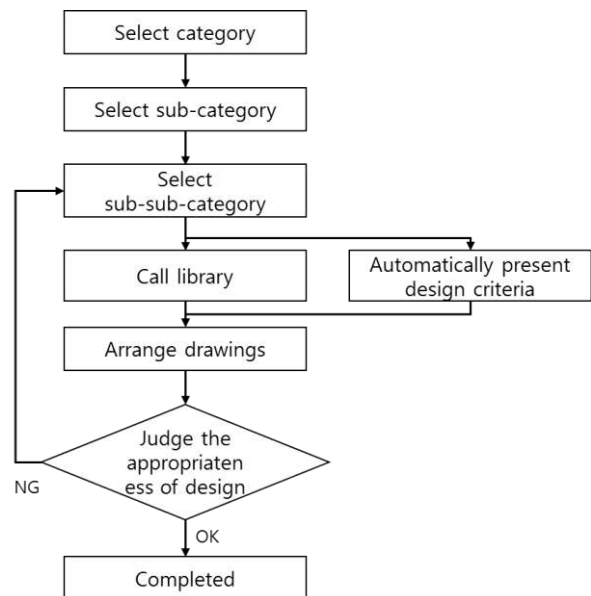 Select category
Select sub-category
Select
sub-sub-category
Call library
Automatically present
design criteria
Arrange drawings
Judge the
appropriaten
ess of design
NG
OK
Completed